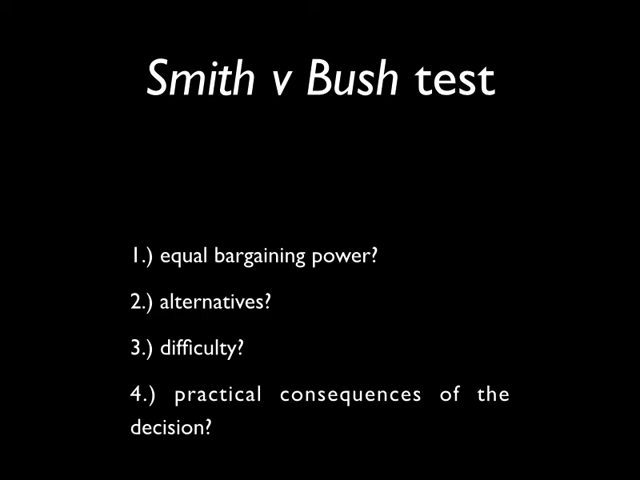 Smith v Bush test
1.) equal bargaining power?
2.) alternatives?
3.) difficulty?
4.) practical consequences of the
decision?